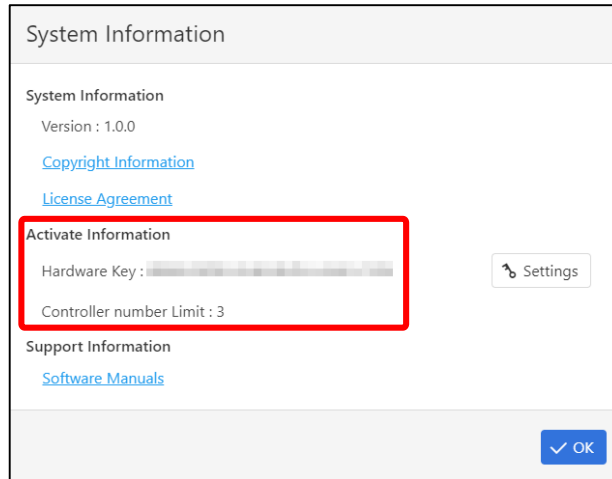 System Information
System Information
Version : 1.0.0
Copyright Information
License Agreement
Activate Information
Hardware Key :
Settings
Controller number Limit : 3
Support Information
Software Manuals
OK